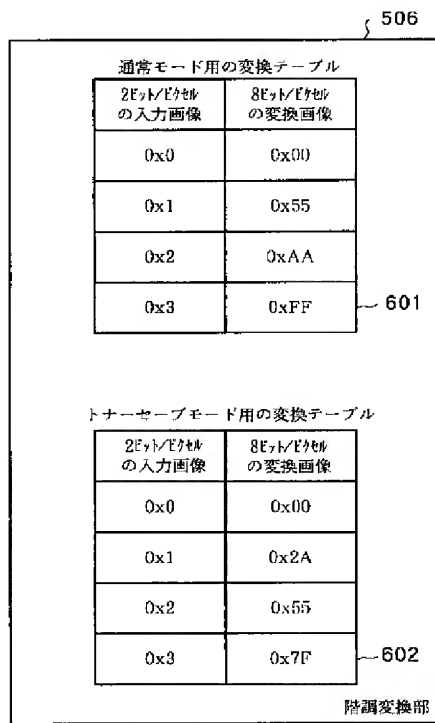 506
通常モード用の変換テーブル
2ビット/ピクセル 8ビット/ピクセル
の入力画像 の変換画像
0x0 0x00
0x1 0x55
0x2 0xAA
0x3 0xFF
601
トナーセーブモード用の変換テーブル
2ビット/ピクセル 8ビット/ピクセル
の入力画像 の変換画像
0x0 0x00
0x1 0x2A
0x2 0x55
0x3 0x7F
602
階調変換部